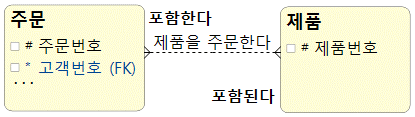 주문
# 주문번호
* 고객번호 (FK)
...
포함한다
제품을 주문한다
포함된다
제품
# 제품번호